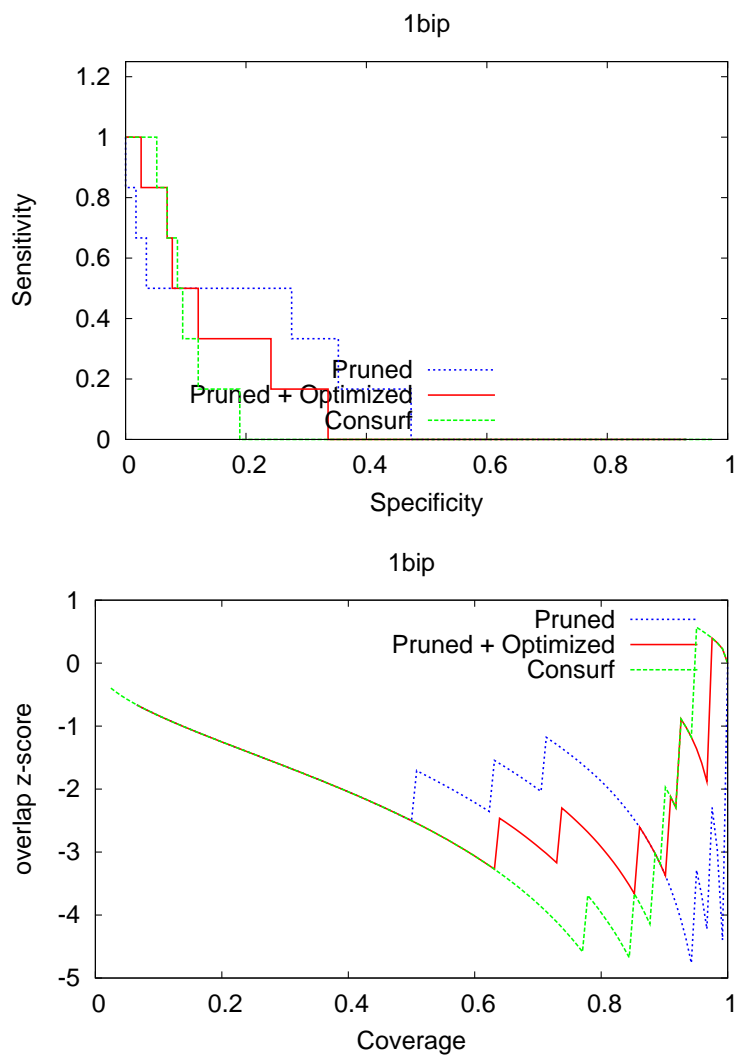 1bip
1.2
1
0.8
0.6
0.4
0.2
0
Sensitivity
Pruned
Pruned + Optimized
Consurf
0 0.2 0.4 0.6 0.8 1
Specificity
1bip
1
0
-1
-2
-3
-4
-5
overlap z-score
Pruned
Pruned + Optimized
Consurf
0 0.2 0.4 0.6 0.8 1
Coverage